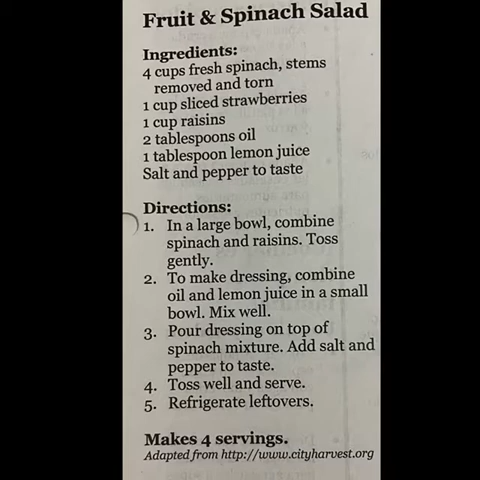 Fruit & Spinach Salad
Ingredients:
4 cups fresh spinach, stems
removed and torn
1 cup sliced strawberries
1 cup raisins
2 tablespoons oil
1 tablespoon lemon juice
Salt and pepper to taste
Directions:
1. In a large bowl, combine
spinach and raisins. Toss
gently.
2. To make dressing, combine
oil and lemon juice in a small
bowl. Mix well.
3. Pour dressing on top of
spinach mixture. Add salt and
pepper to taste.
4. Toss well and serve.
5. Refrigerate leftovers.
Makes 4 servings.
Adapted from http://www.cityharvest.org